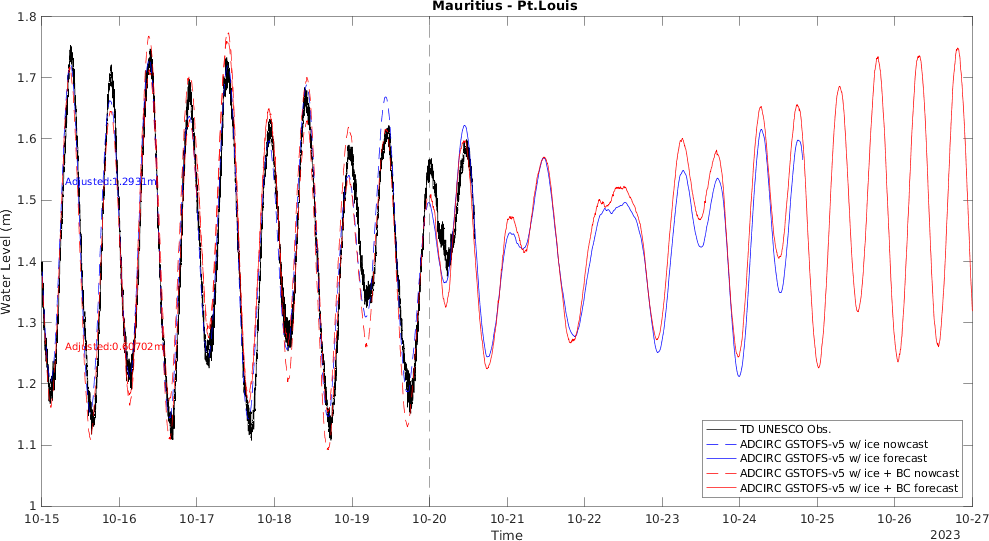 Mauritius - Pt.Louis
1.8
1.7
1.6
1.5
1.4
1.3
1.2
1.1
1
Water Level (m)
Adjusted:1.2931m
Adjusted:0.60702m
TD UNESCO Obs.
ADCIRC GSTOFS-v5 w/ ice nowcast
ADCIRC GSTOFS-v5 w/ ice forecast
ADCIRC GSTOFS-v5 w/ ice + BC nowcast
ADCIRC GSTOFS-v5 w/ ice + BC forecast
10-15 10-16 10-17 10-18 10-19 10-20 10-21 10-22 10-23 10-24 10-25 10-26 10-27
Time
2023